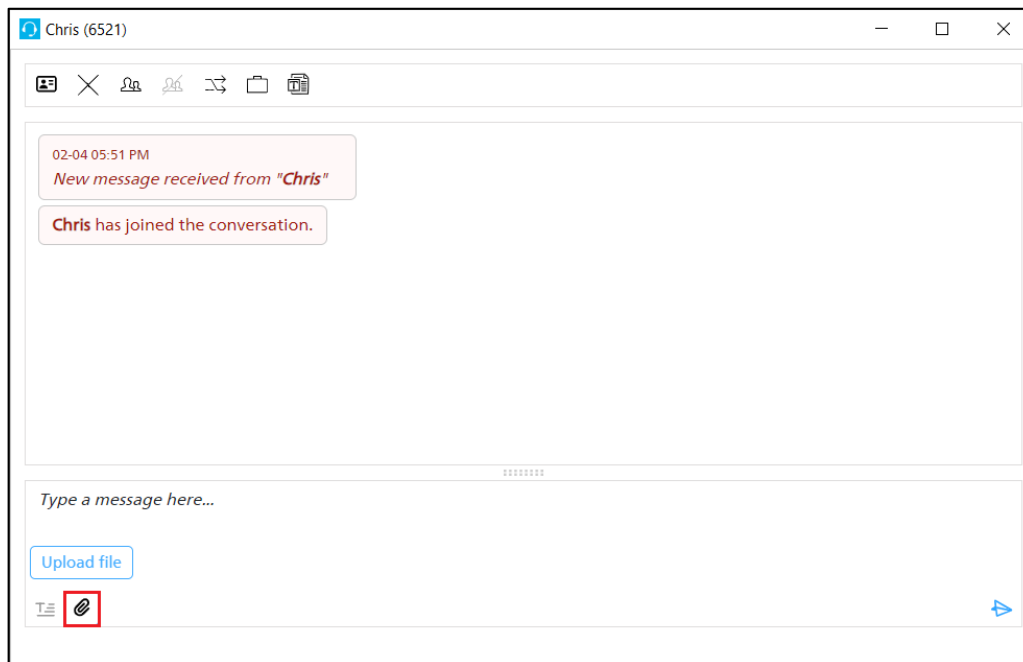 Chris (6521)
02-04 05:51 PM
New message received from "Chris"
Chris has joined the conversation.
Type a message here...
Upload file